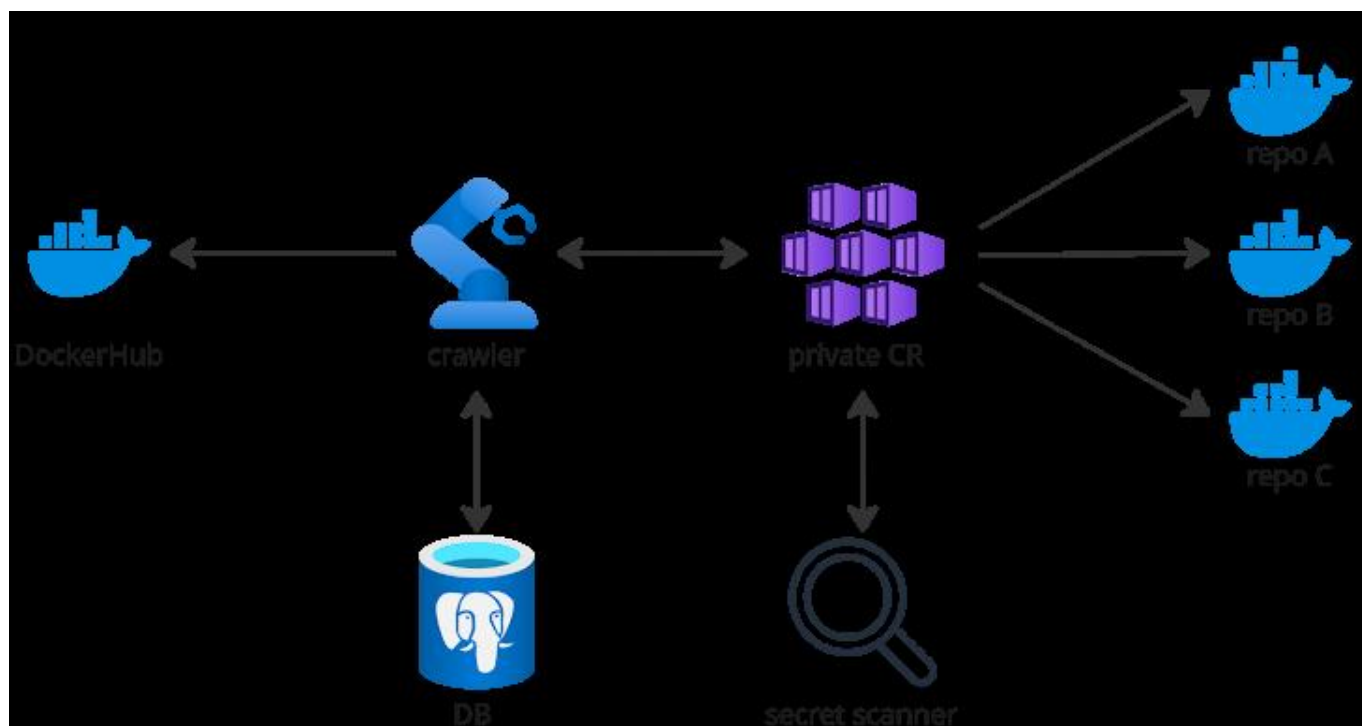 repo A
repo B
DockerHub
crawler
private CR
repo C
DB
secret scanner